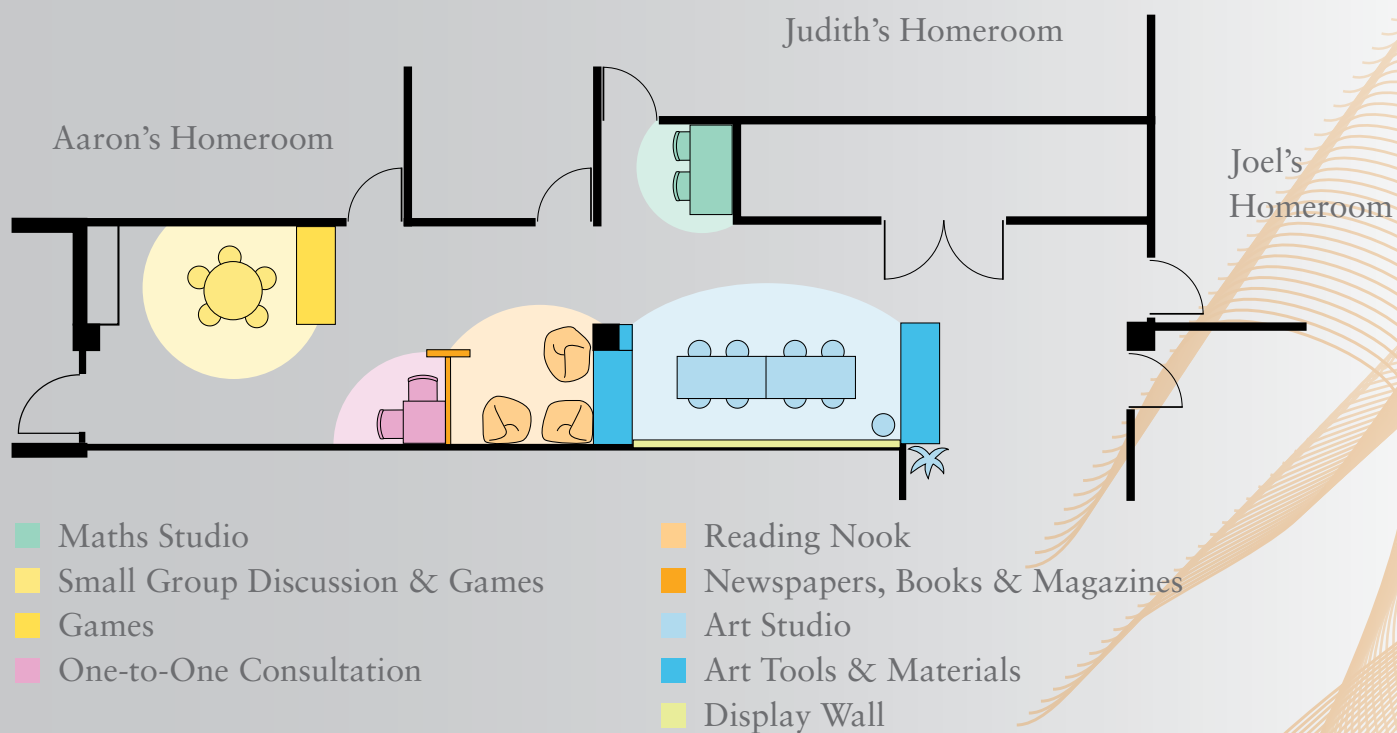 Judith’s Homeroom
Aaron’s Homeroom
Joel’s
Homeroom
Maths Studio
Small Group Discussion & Games
Games
One-to-One Consultation
Reading Nook
Newspapers, Books & Magazines
Art Studio
Art Tools & Materials
Display Wall